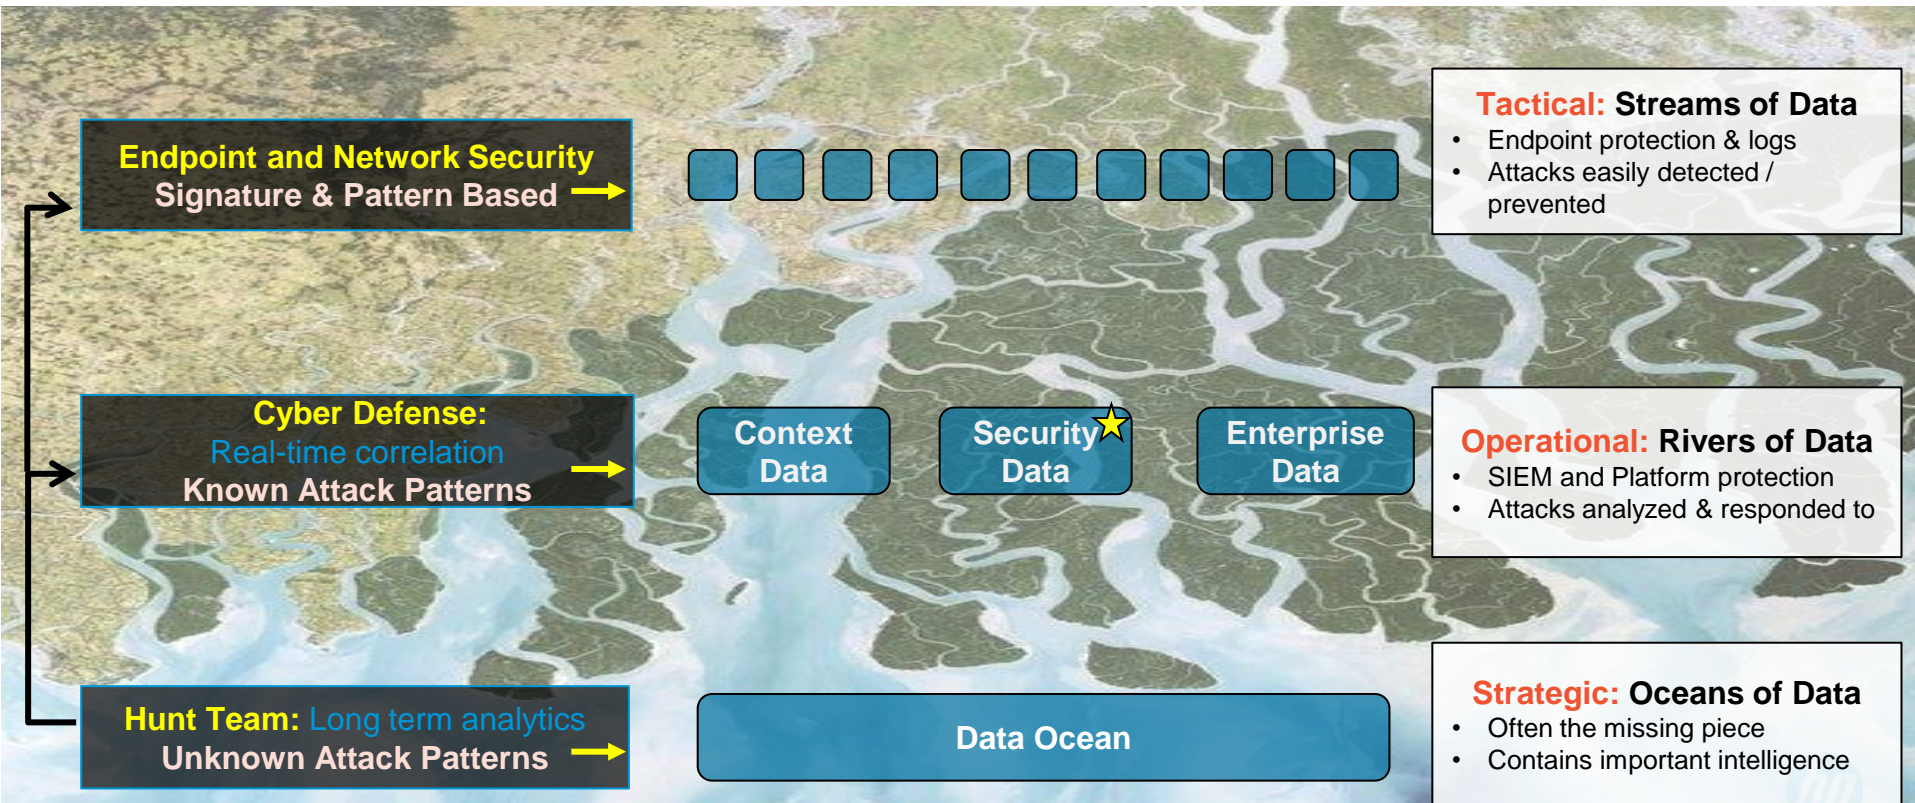 Endpoint and Network Security
Signature & Pattern Based
Tactical: Streams of Data
• Endpoint protection & logs
• Attacks easily detected /
prevented
Cyber Defense:
Real-time correlation
Known Attack Patterns
Context
Data
Security
Data
Enterprise
Data
Operational: Rivers of Data
• SIEM and Platform protection
• Attacks analyzed & responded to
Hunt Team: Long term analytics
Unknown Attack Patterns
Data Ocean
Strategic: Oceans of Data
• Often the missing piece
• Contains important intelligence